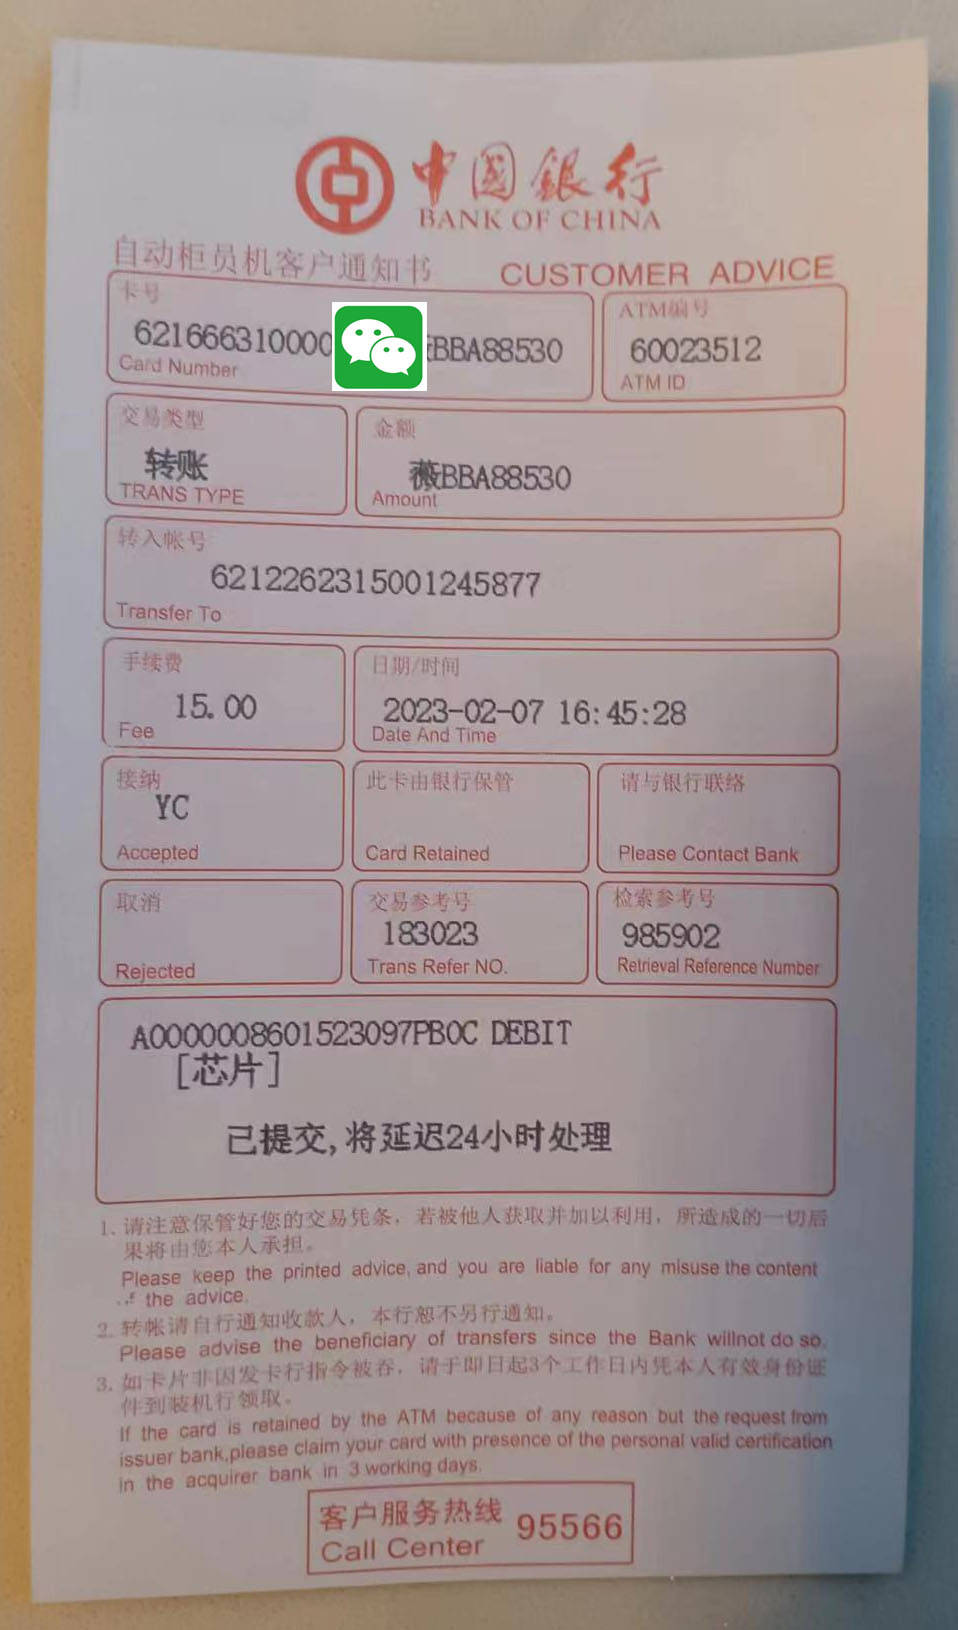 中国銀行
BANK OF CHINA
自动柜员机客户通知书 CUSTOMER ADVICE
卡号
621666310000 BBA88530
Card Number
ATM编号
60023512
ATM ID
交易类型
转账
TRANS TYPE
金额
薇BBA88530
Amount
转入帐号
6212262315001245877
Transfer To
手续费
15.00
Fee
日期/时间
2023-02-07 16:45:28
Date And Time
接纳
YC
Accepted
此卡由银行保管
Card Retained
请与银行联络
Please Contact Bank
取消
Rejected
交易参考号
183023
Trans Refer NO.
检索参考号
985902
Retrieval Reference Number
A0000008601523097PBOC DEBIT
[芯片]
已提交,将延迟24小时处理
1. 请注意保管好您的交易凭条，若被他人获取并加以利用，所造成的一切后
果将由您本人承担。
Please keep the printed advice, and you are liable for any misuse the content
the advice.
2. 转帐请自行通知收款人，本行恕不另行通知。
Please advise the beneficiary of transfers since the Bank willnot do so.
3. 如卡片非因发卡行指令被吞，请于即日起3个工作日内凭本人有效身份证
件到装机行领取。
If the card is retained by the ATM because of any reason but the request from
issuer bank,please claim your card with presence of the personal valid certification
in the acquirer bank in 3 working days.
客户服务热线 95566
Call Center